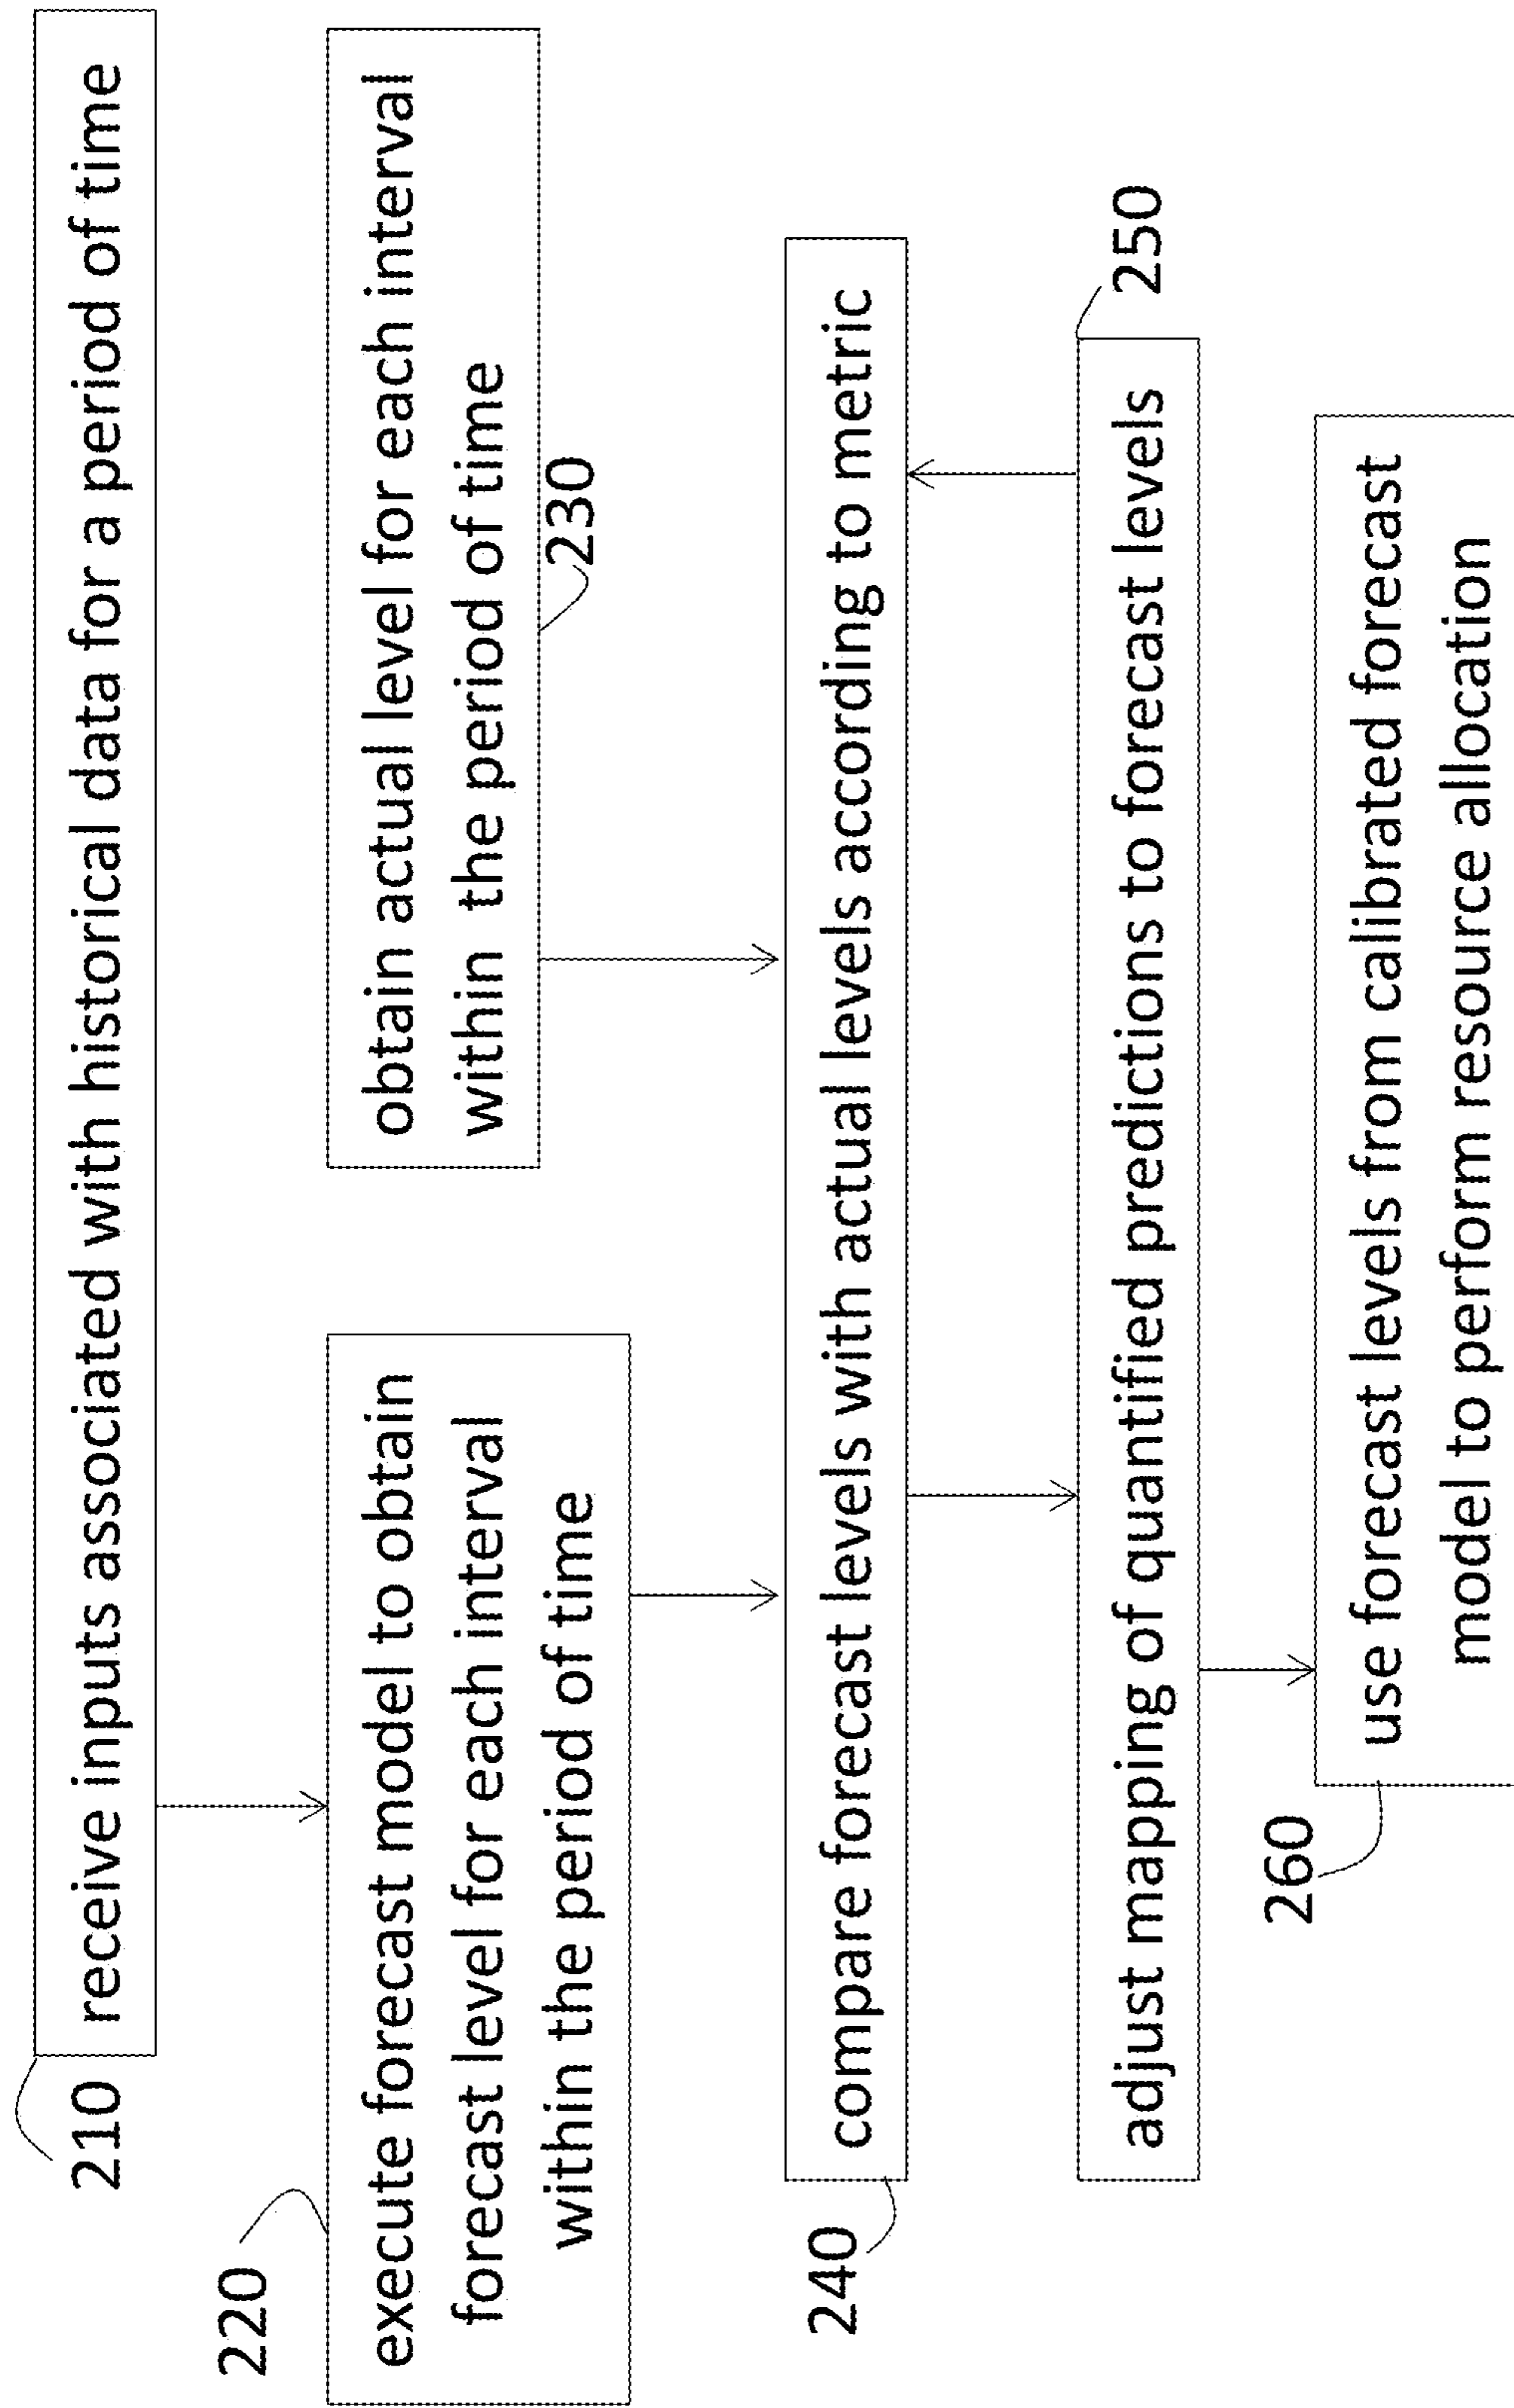 210
receive inputs associated with historical data for a period of time
220
execute forecast model to obtain
forecast level for each interval
within the period of time
obtain actual level for each interval
within the period of time
230
240
compare forecast levels with actual levels according to metric
250
adjust mapping of quantified predictions to forecast levels
260
use forecast levels from calibrated forecast
model to perform resource allocation